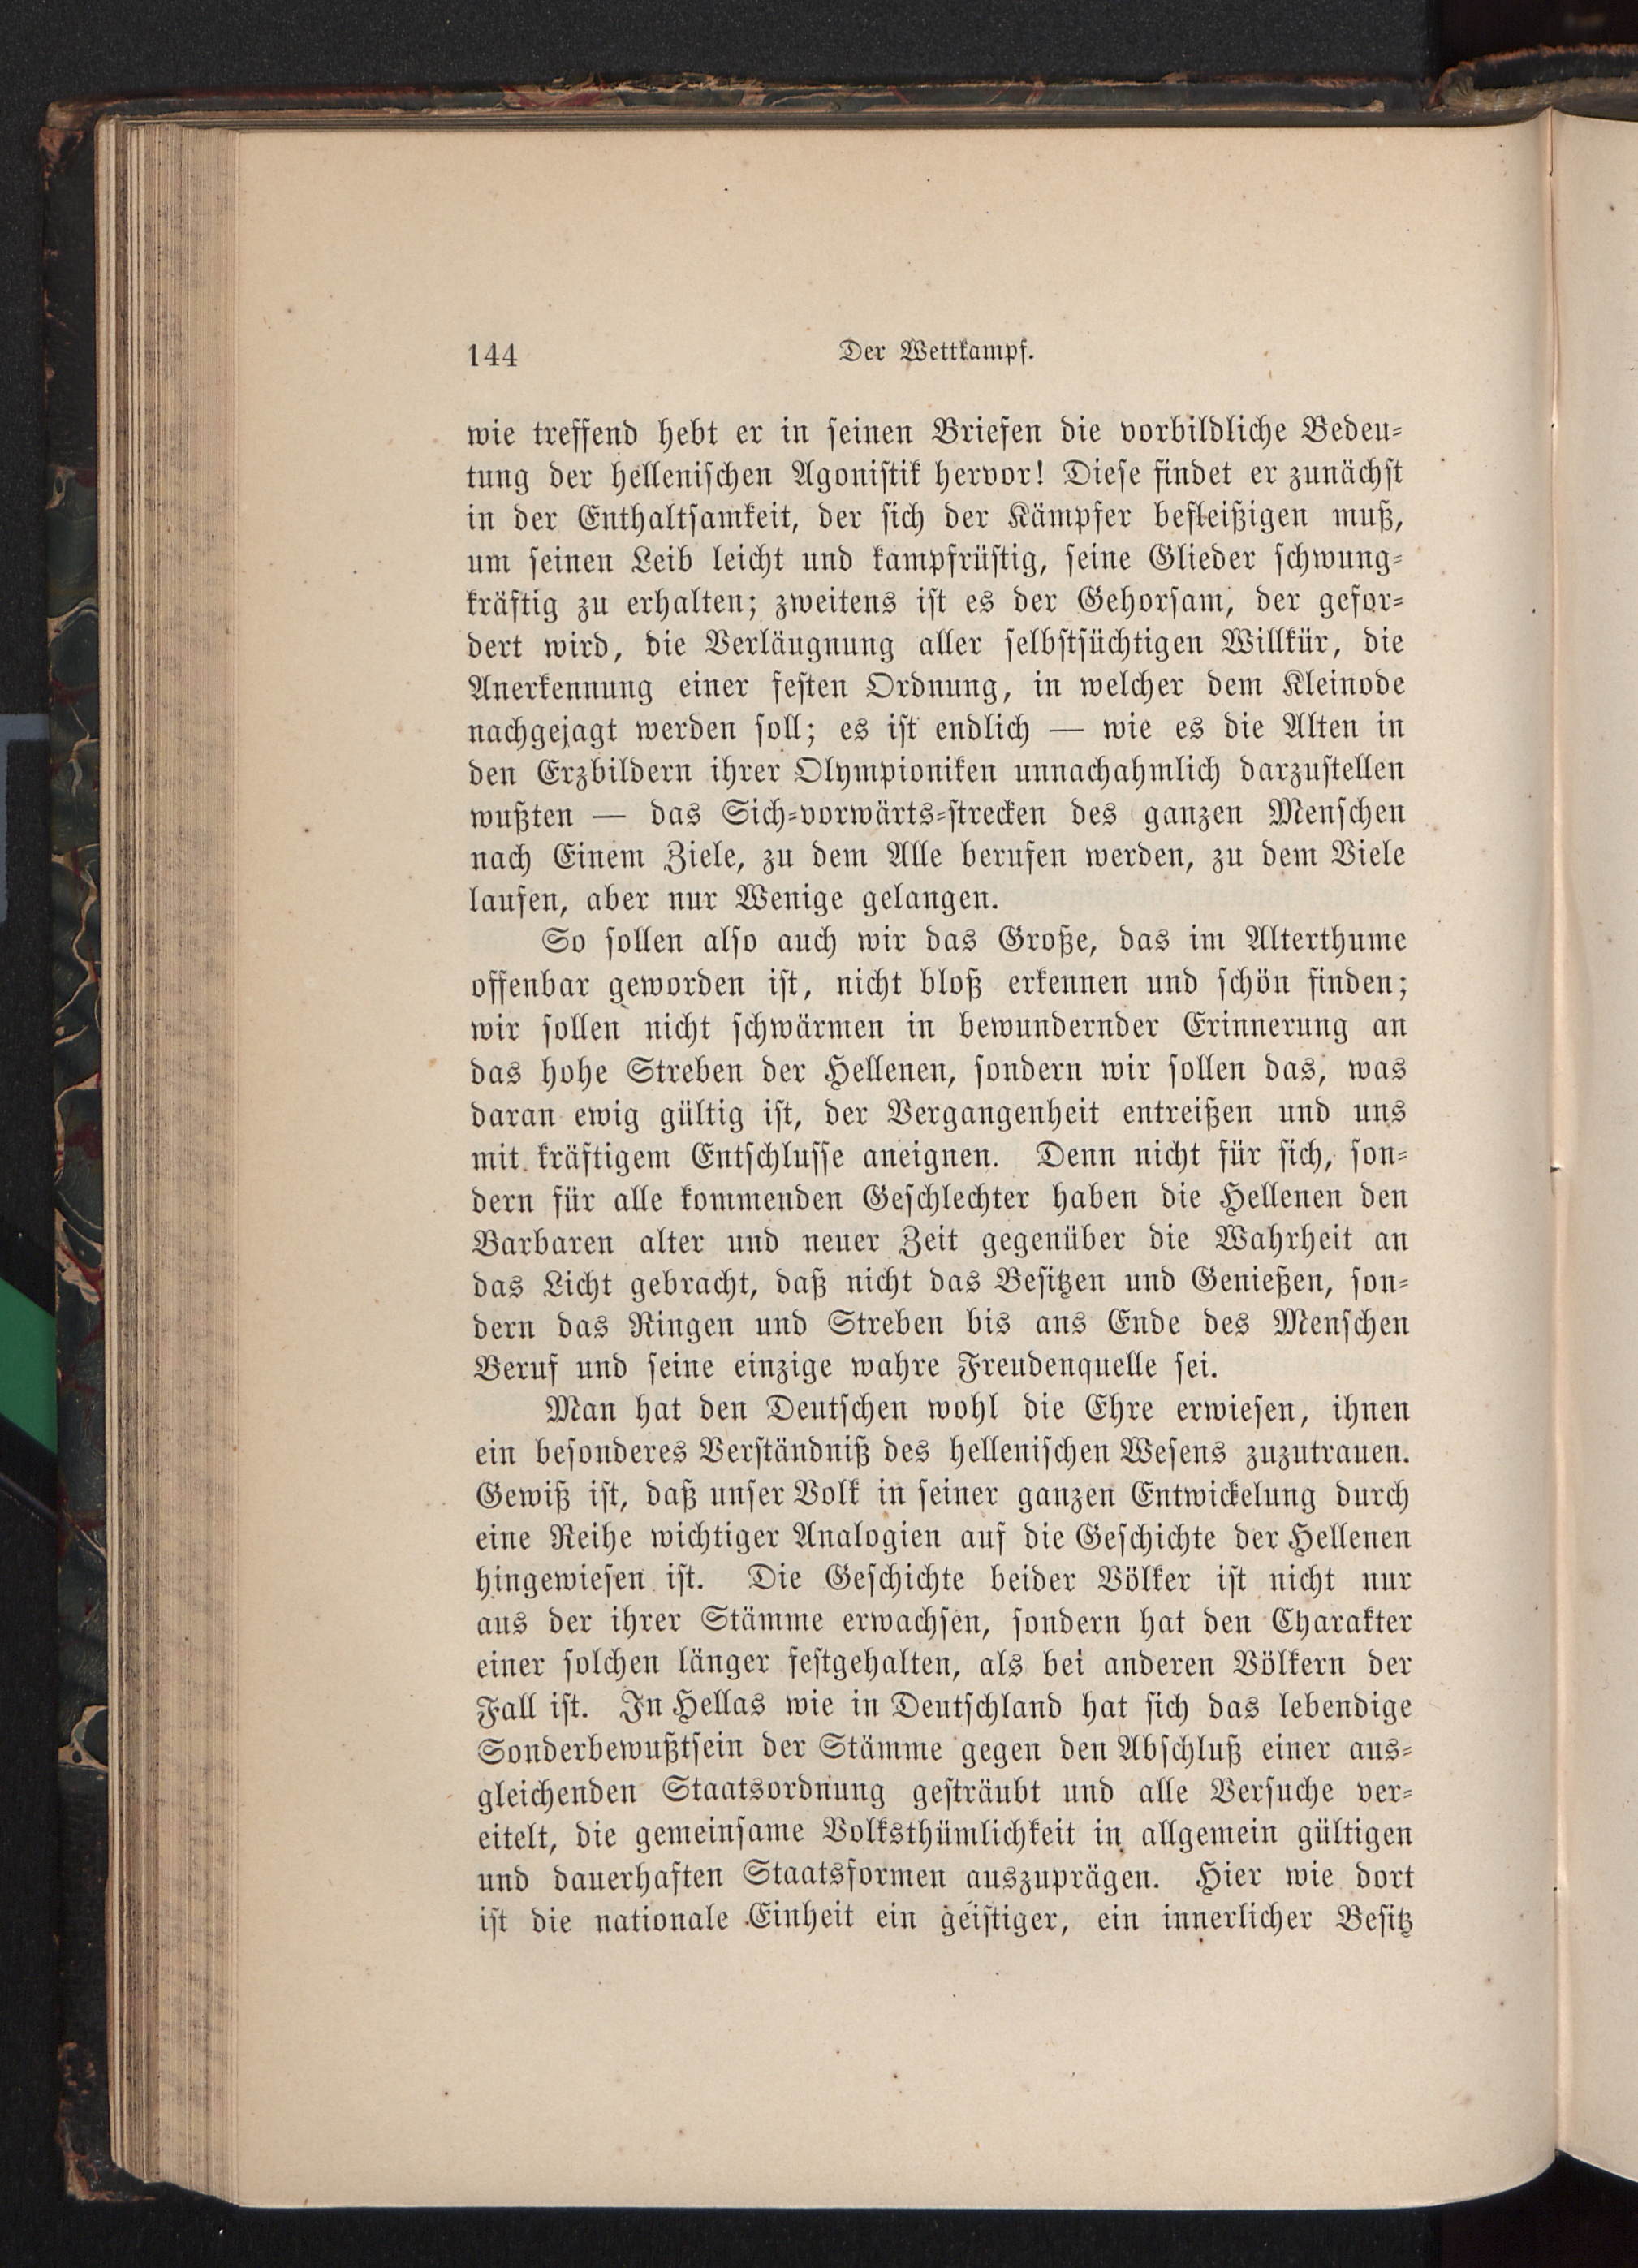 144
Der Wettkampf.
wie treffend hebt er in seinen Briefen die vorbildliche Bedeu-
tung der hellenischen Agonistik hervor! Diese findet er zunächst
in der Enthaltsamkeit, der sich der Kämpfer befleißigen muß,
um seinen Leib leicht und kampfrüstig, seine Glieder schwung-
kräftig zu erhalten; zweitens ist es der Gehorsam, der gefor-
dert wird, die Verläugnung aller selbstsüchtigen Willkür, die
Anerkennung einer festen Ordnung, in welcher dem Kleinode
nachgejagt werden soll; es ist endlich — wie es die Alten in
den Erzbildern ihrer Olympioniken unnachahmlich darzustellen
wußten — das Sich-vorwärts-strecken des ganzen Menschen
nach Einem Ziele, zu dem Alle berufen werden, zu dem Viele
laufen, aber nur Wenige gelangen.
So sollen also auch wir das Große, das im Alterthume
offenbar geworden ist, nicht bloß erkennen und schön finden;
wir sollen nicht schwärmen in bewundernder Erinnerung an
das hohe Streben der Hellenen, sondern wir sollen das, was
daran ewig gültig ist, der Vergangenheit entreißen und uns
mit kräftigem Entschlusse aneignen. Denn nicht für sich, son-
dern für alle kommenden Geschlechter haben die Hellenen den
Barbaren alter und neuer Zeit gegenüber die Wahrheit an
das Licht gebracht, daß nicht das Besitzen und Genießen, son-
dern das Ringen und Streben bis ans Ende des Menschen
Beruf und seine einzige wahre Freudenquelle sei.
Man hat den Deutschen wohl die Ehre erwiesen, ihnen
ein besonderes Verständniß des hellenischen Wesens zuzutrauen.
Gewiß ist, daß unser Volk in seiner ganzen Entwickelung durch
eine Reihe wichtiger Analogien auf die Geschichte der Hellenen
hingewiesen ist. Die Geschichte beider Völker ist nicht nur
aus der ihrer Stämme erwachsen, sondern hat den Charakter
einer solchen länger festgehalten, als bei anderen Völkern der
Fall ist. In Hellas wie in Deutschland hat sich das lebendige
Sonderbewußtsein der Stämme gegen den Abschluß einer aus-
gleichenden Staatsordnung gesträubt und alle Versuche ver-
eitelt, die gemeinsame Volksthümlichkeit in allgemein gültigen
und dauerhaften Staatsformen auszuprägen. Hier wie dort
ist die nationale Einheit ein geistiger, ein innerlicher Besitz